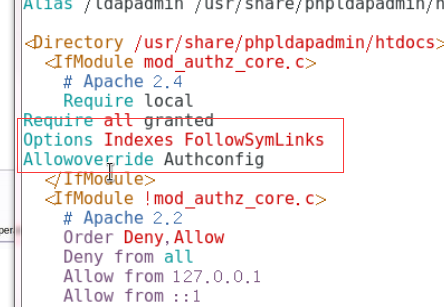 Alias /ldapadmin /usr/share/phpldapadmin/h
<Directory /usr/share/phpldapadmin/htdocs>
<IfModule mod_authz_core.c>
# Apache 2.4
Require local
Require all granted
Options Indexes FollowSymLinks
Allowoverride Authconfig
</IfModule>
<IfModule !mod_authz_core.c>
# Apache 2.2
Order Deny,Allow
Deny from all
Allow from 127.0.0.1
Allow from ::1